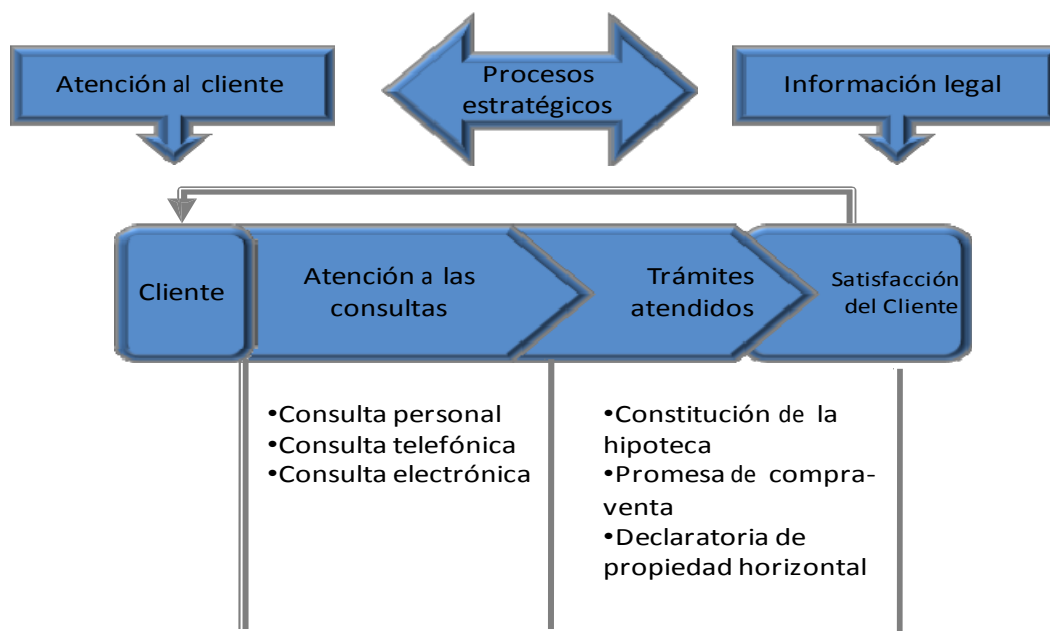 Atención al cliente
Procesos
estratégicos
Información legal
Cliente
Atención a las
consultas
Trámites
atendidos
Satisfacción
del Cliente
•Consulta personal
•Consulta telefónica
•Consulta electrónica
•Constitución de la
hipoteca
•Promesa de compra-
venta
•Declaratoria de
propiedad horizontal